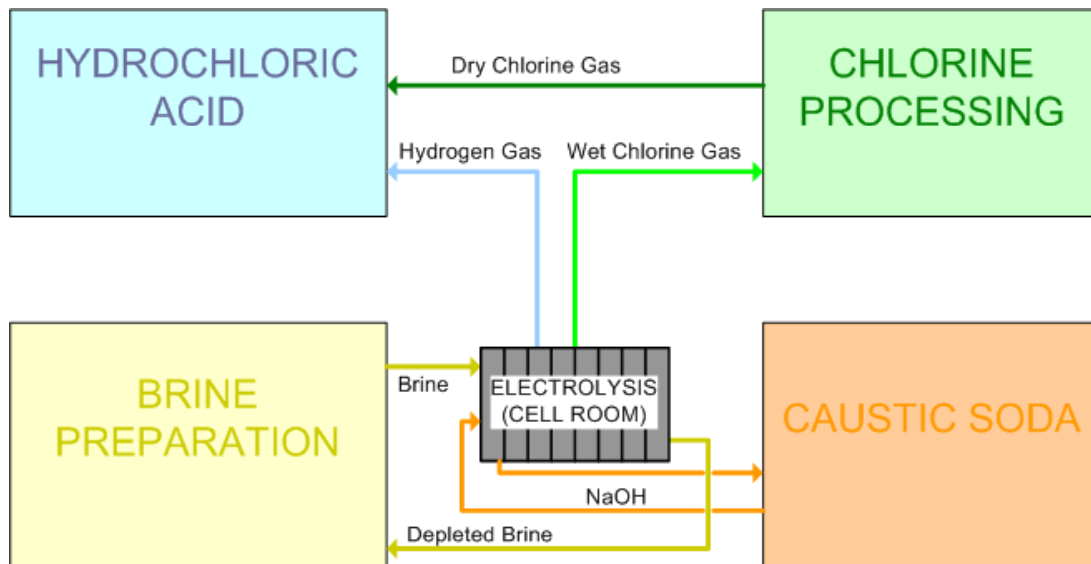 HYDROCHLORIC
ACID
Dry Chlorine Gas
CHLORINE
PROCESSING
Hydrogen Gas
Wet Chlorine Gas
BRINE
PREPARATION
Brine
ELECTROLYSIS
(CELL ROOM)
CAUSTIC SODA
NaOH
Depleted Brine